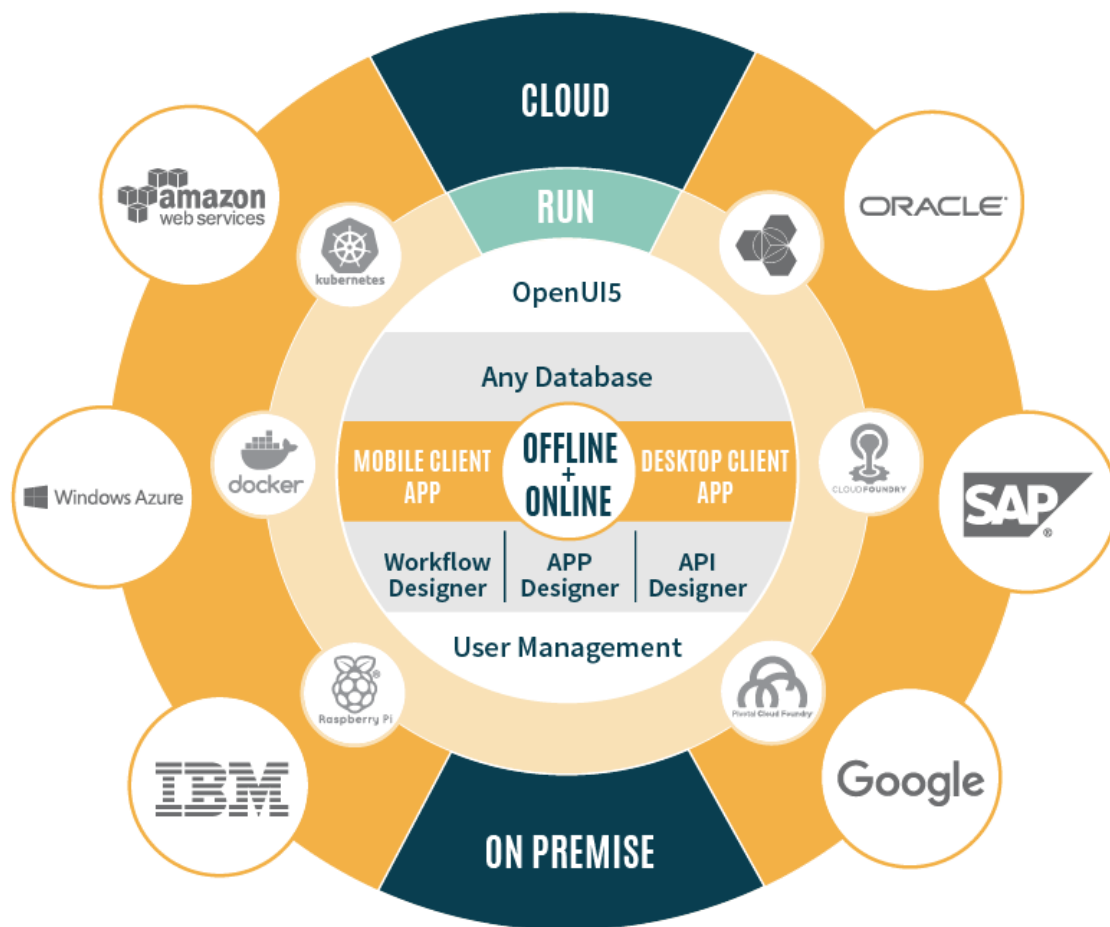 CLOUD
RUN
amazon
web services
kubernetes
ORACLE
OpenUI5
Any Database
MOBILE CLIENT
APP
OFFLINE
+
ONLINE
DESKTOP CLIENT
APP
docker
CLOUDFOUNDRY
Windows Azure
SAP
®
Workflow
Designer
APP
Designer
API
Designer
User Management
®
Raspberry Pi
Pivotal Cloud Foundry
IBM
Google
ON PREMISE